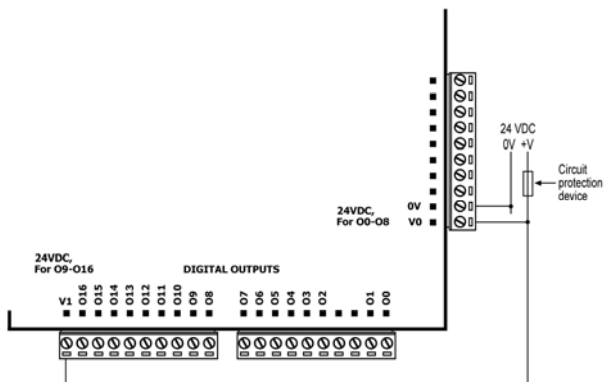 24 VDC
0V +V
Circuit
protection
device
0V
24VDC,
For O0-O8
V0
24VDC,
For O9-O16
DIGITAL OUTPUTS
V1 O16 O15 O14 O13 O12 O11 O10 O9 O8 O7 O6 O5 O4 O3 O2 O1 O0